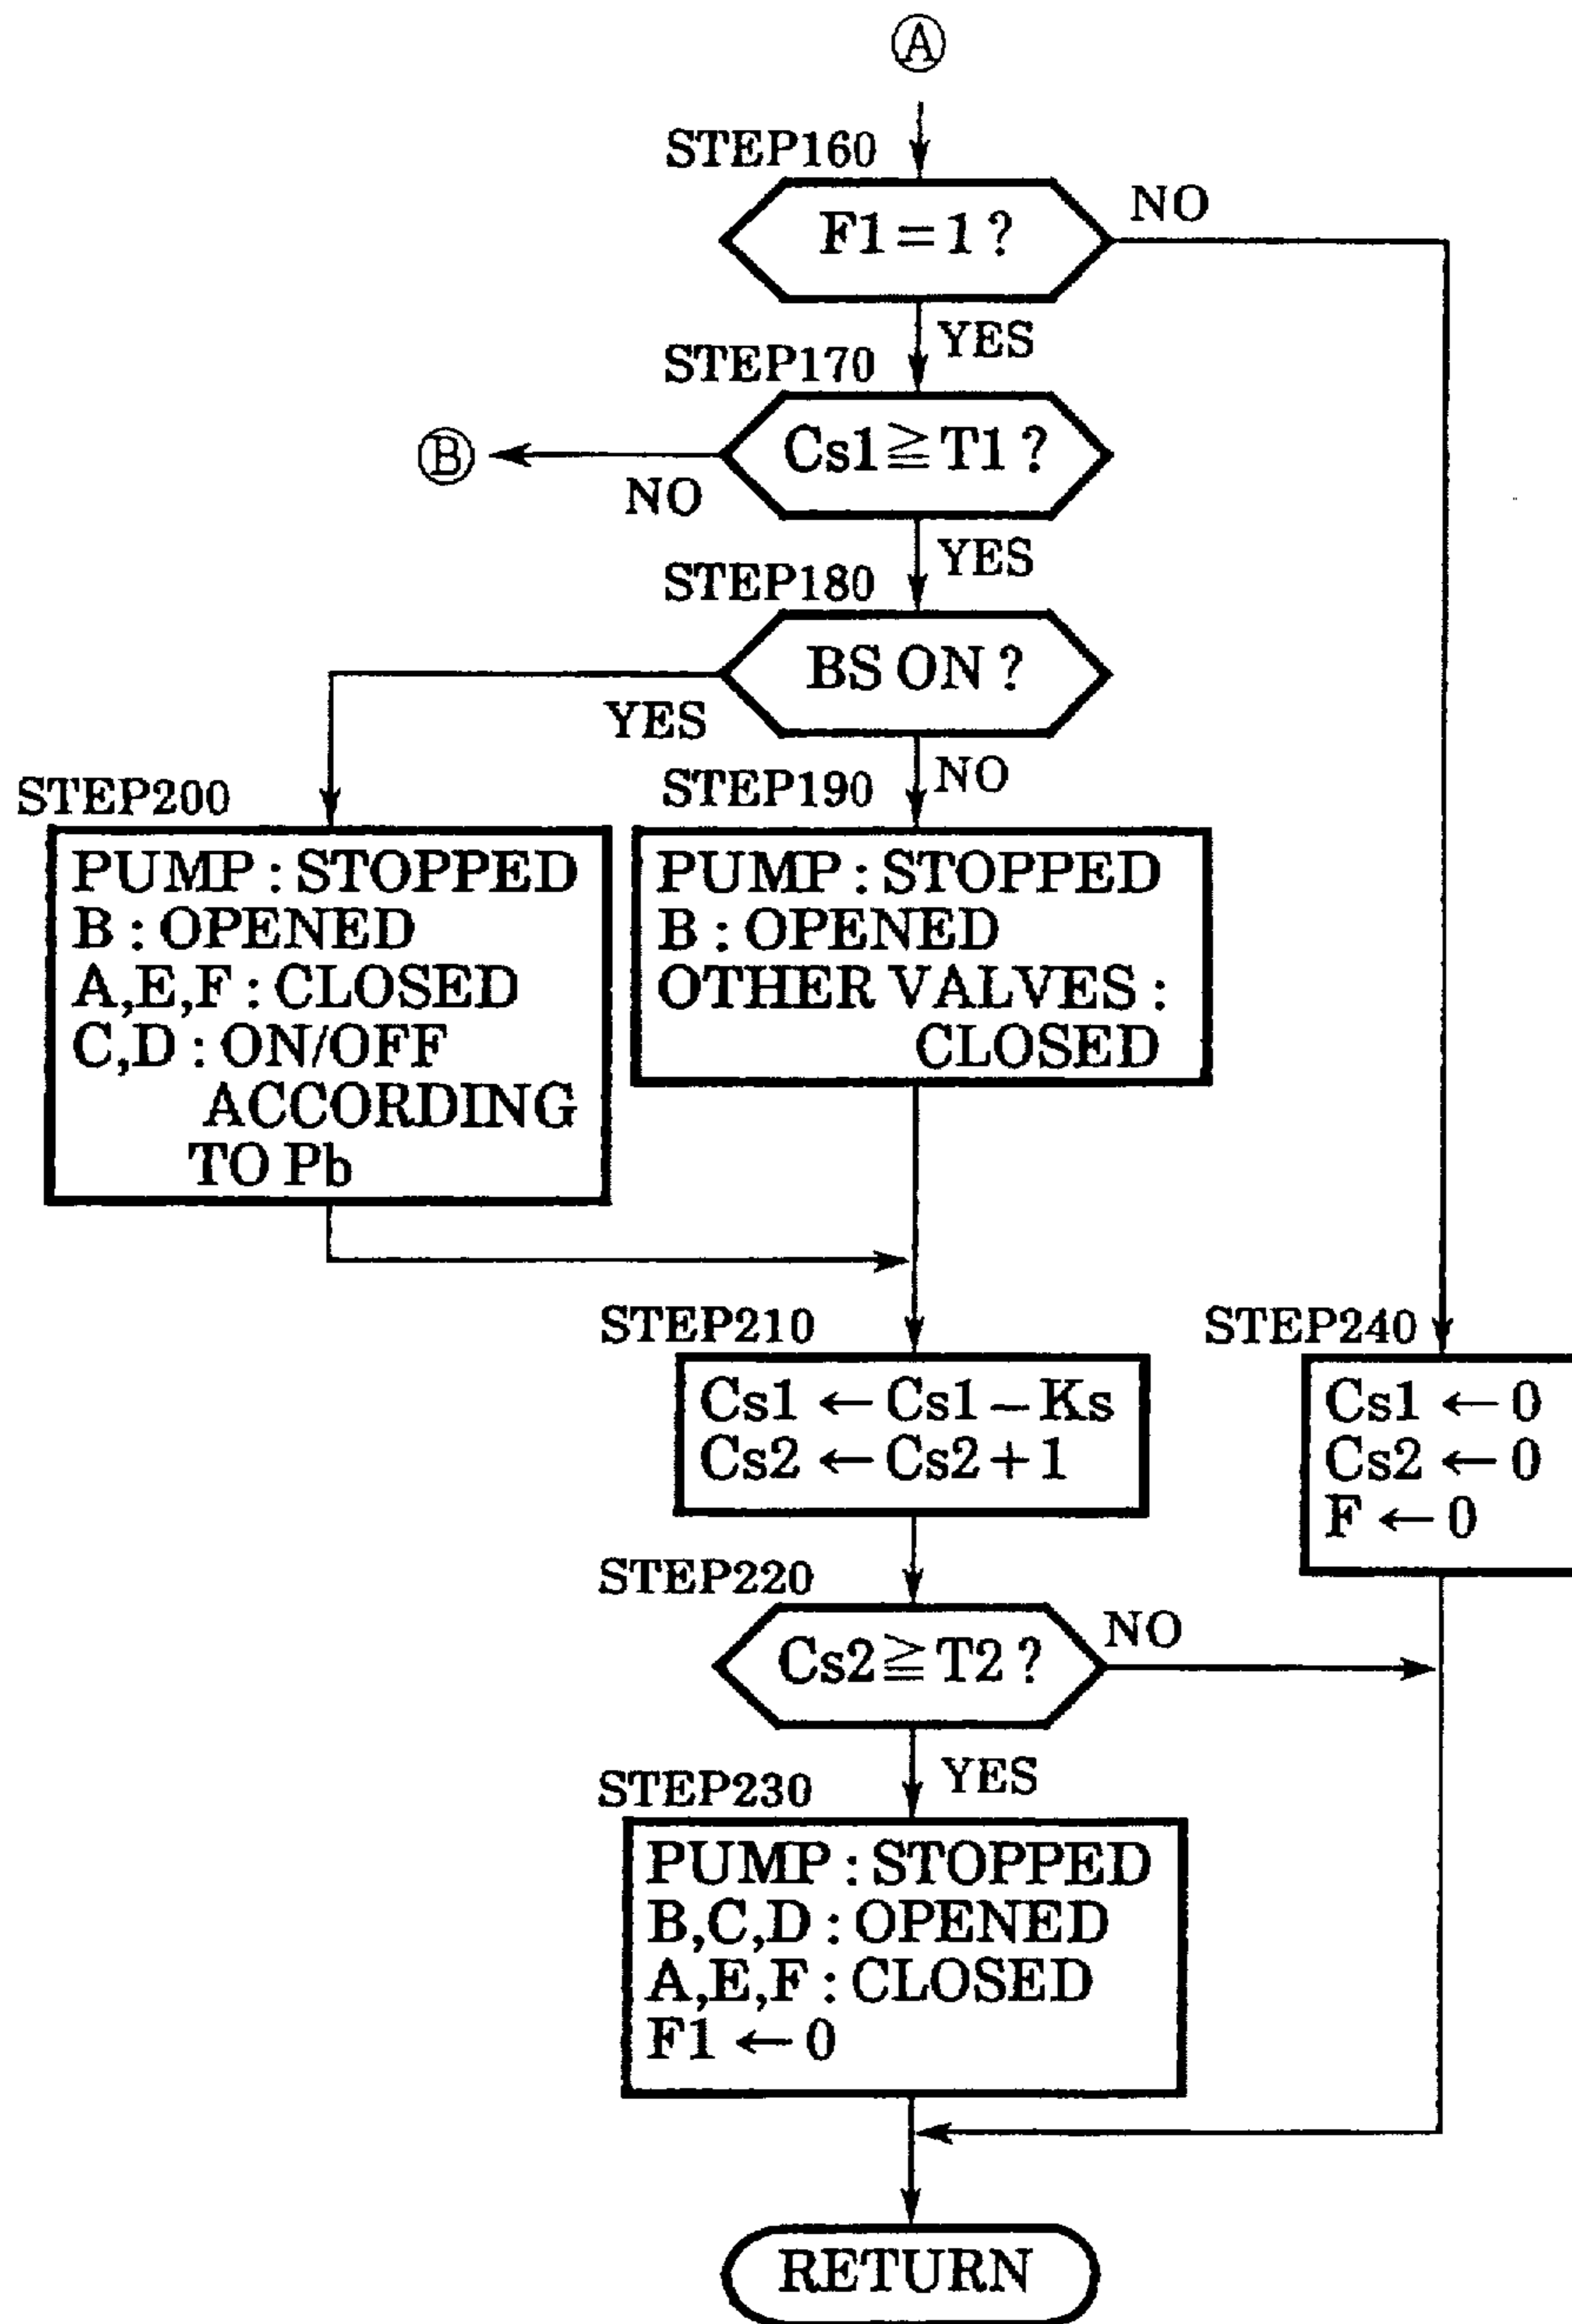 A
STEP160
F1=1?
NO
YES
STEP170
Cs1≧T1?
B
NO
YES
STEP180
BS ON?
YES
NO
STEP200
PUMP:STOPPED
B:OPENED
A,E,F:CLOSED
C,D:ON/OFF
ACCORDING
TO Pb
STEP190
PUMP:STOPPED
B:OPENED
OTHER VALVES:
CLOSED
STEP210
Cs1←Cs1−Ks
Cs2←Cs2+1
STEP240
Cs1←0
Cs2←0
F←0
STEP220
Cs2≧T2?
NO
YES
STEP230
PUMP:STOPPED
B,C,D:OPENED
A,E,F:CLOSED
F1←0
RETURN